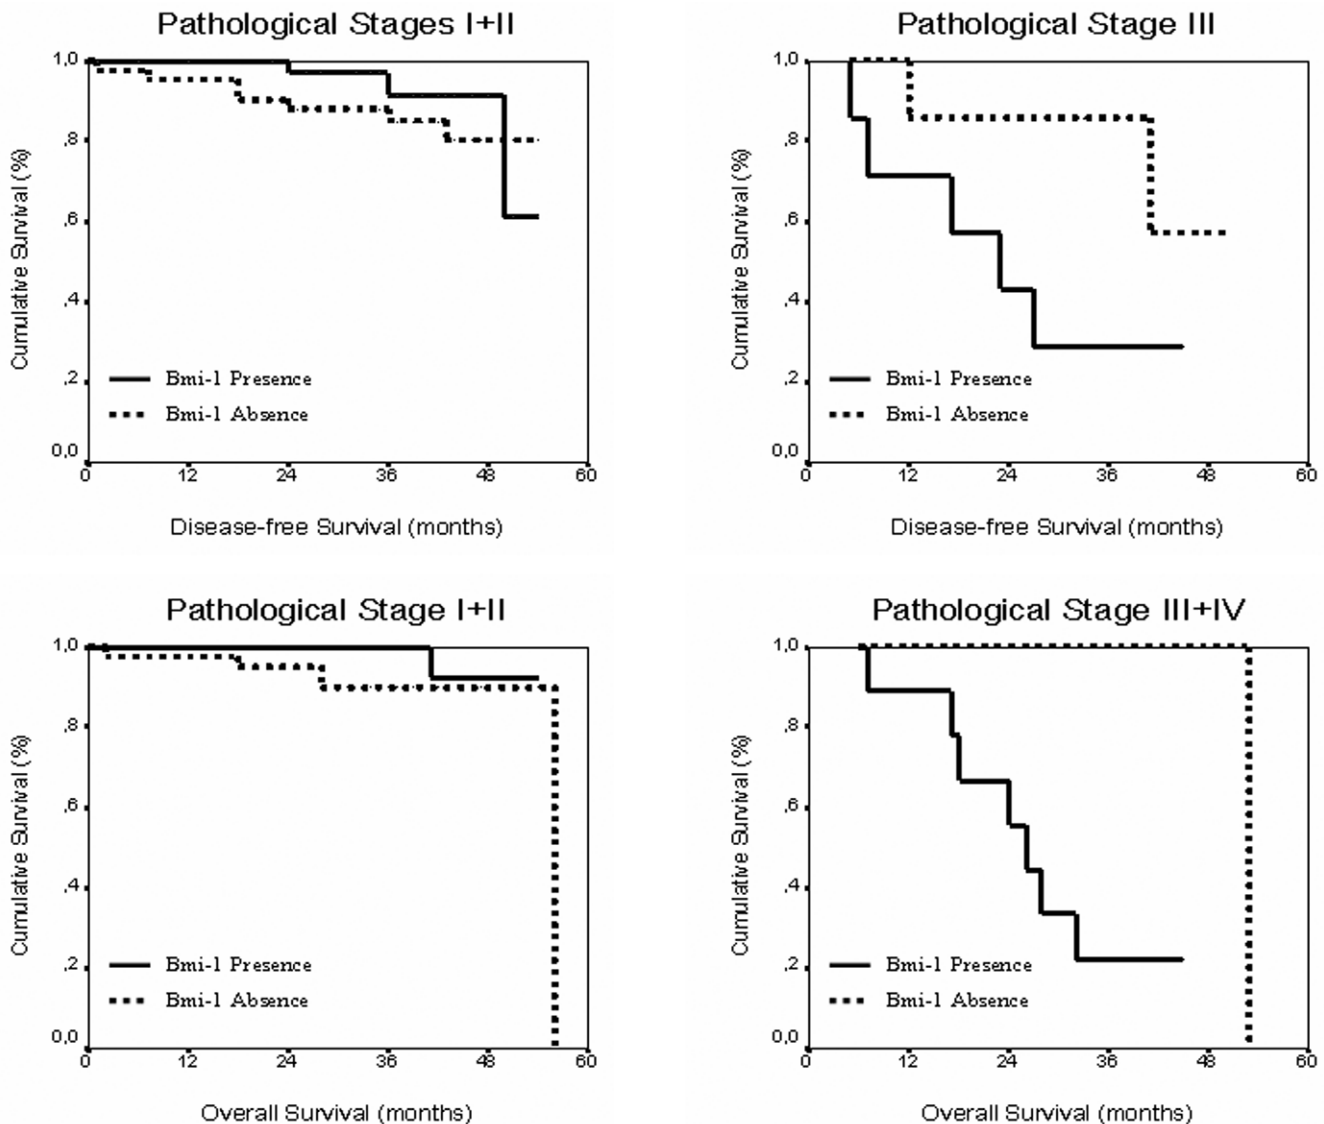 Pathological Stages I+II
1,0
,8
,6
,4
,2
0,0
Cumulative Survival (%)
Bmi-1 Presence
Bmi-1 Absence
0 12 24 36 48 60
Disease-free Survival (months)
Pathological Stage III
1,0
,8
,6
,4
,2
0,0
Cumulative Survival (%)
Bmi-1 Presence
Bmi-1 Absence
0 12 24 36 48 60
Disease-free Survival (months)
Pathological Stage I+II
1,0
,8
,6
,4
,2
0,0
Cumulative Survival (%)
Bmi-1 Presence
Bmi-1 Absence
0 12 24 36 48 60
Overall Survival (months)
Pathological Stage III+IV
1,0
,8
,6
,4
,2
0,0
Cumulative Survival (%)
Bmi-1 Presence
Bmi-1 Absence
0 12 24 36 48 60
Overall Survival (months)